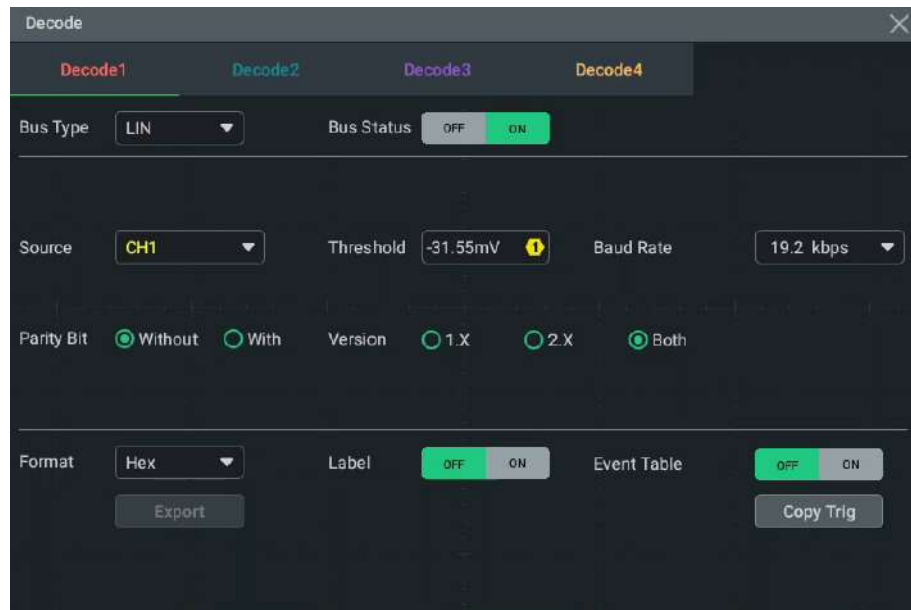 Decode
Decode1 Decode2 Decode3 Decode4
Bus Type LIN Bus Status OFF ON
Source CH1 Threshold -31.55mV 1 Baud Rate 19.2 kbps
Parity Bit Without With Version 1.X 2.X Both
Format Hex Label OFF ON Event Table OFF ON
Export Copy Trig